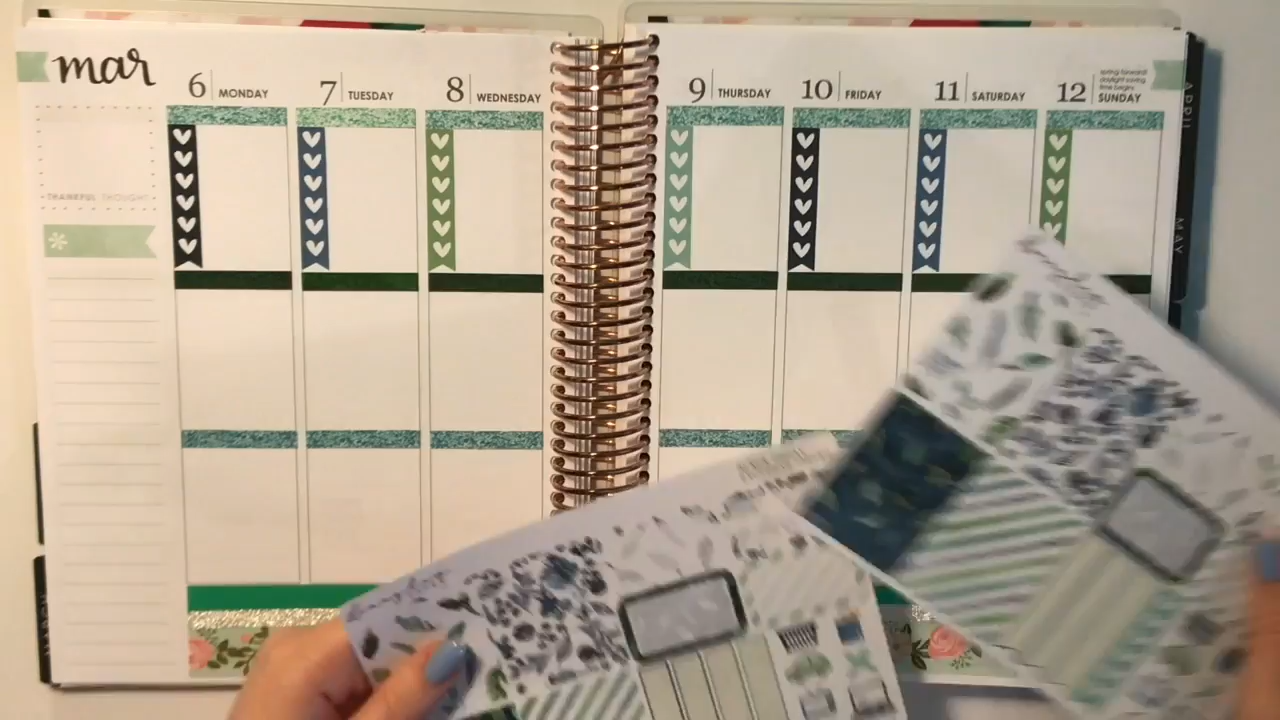 mar
6 MONDAY
7 TUESDAY
8 WEDNESDAY
9 THURSDAY
10 FRIDAY
11 SATURDAY
12 SUNDAY
spring forward!
daylight saving
time begins
THANKFUL THOUGHT
APRIL
MAY